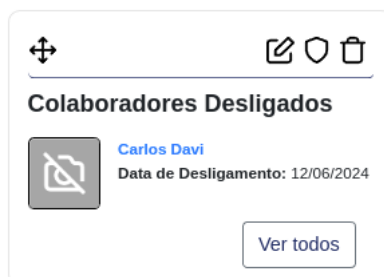 Colaboradores Desligados
Carlos Davi
Data de Desligamento: 12/06/2024
Ver todos